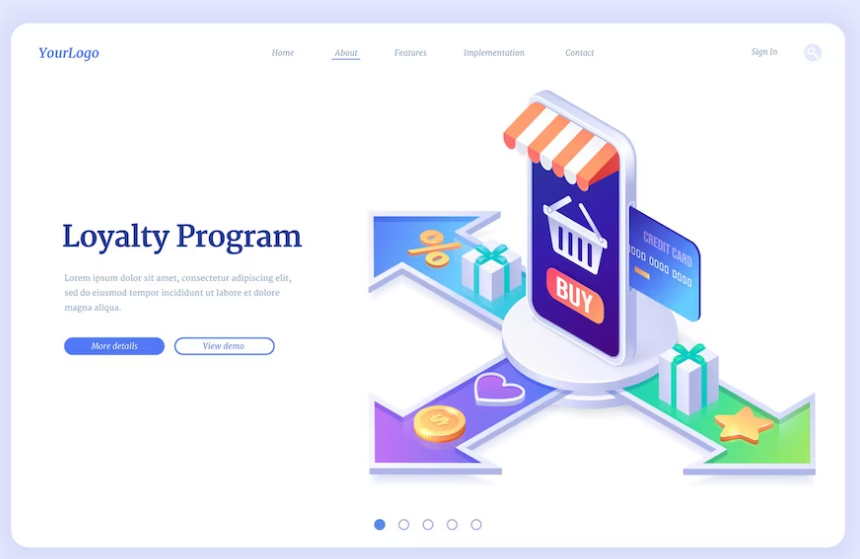 YourLogo
Home
About
Features
Implementation
Contact
Sign In
Loyalty Program
Lorem ipsum dolor sit amet, consectetur adipiscing elit,
sed do eiusmod tempor incididunt ut labore et dolore
magna aliqua.
More details
View demo
%
CREDIT CARD
0000 0000 0000
BUY
$